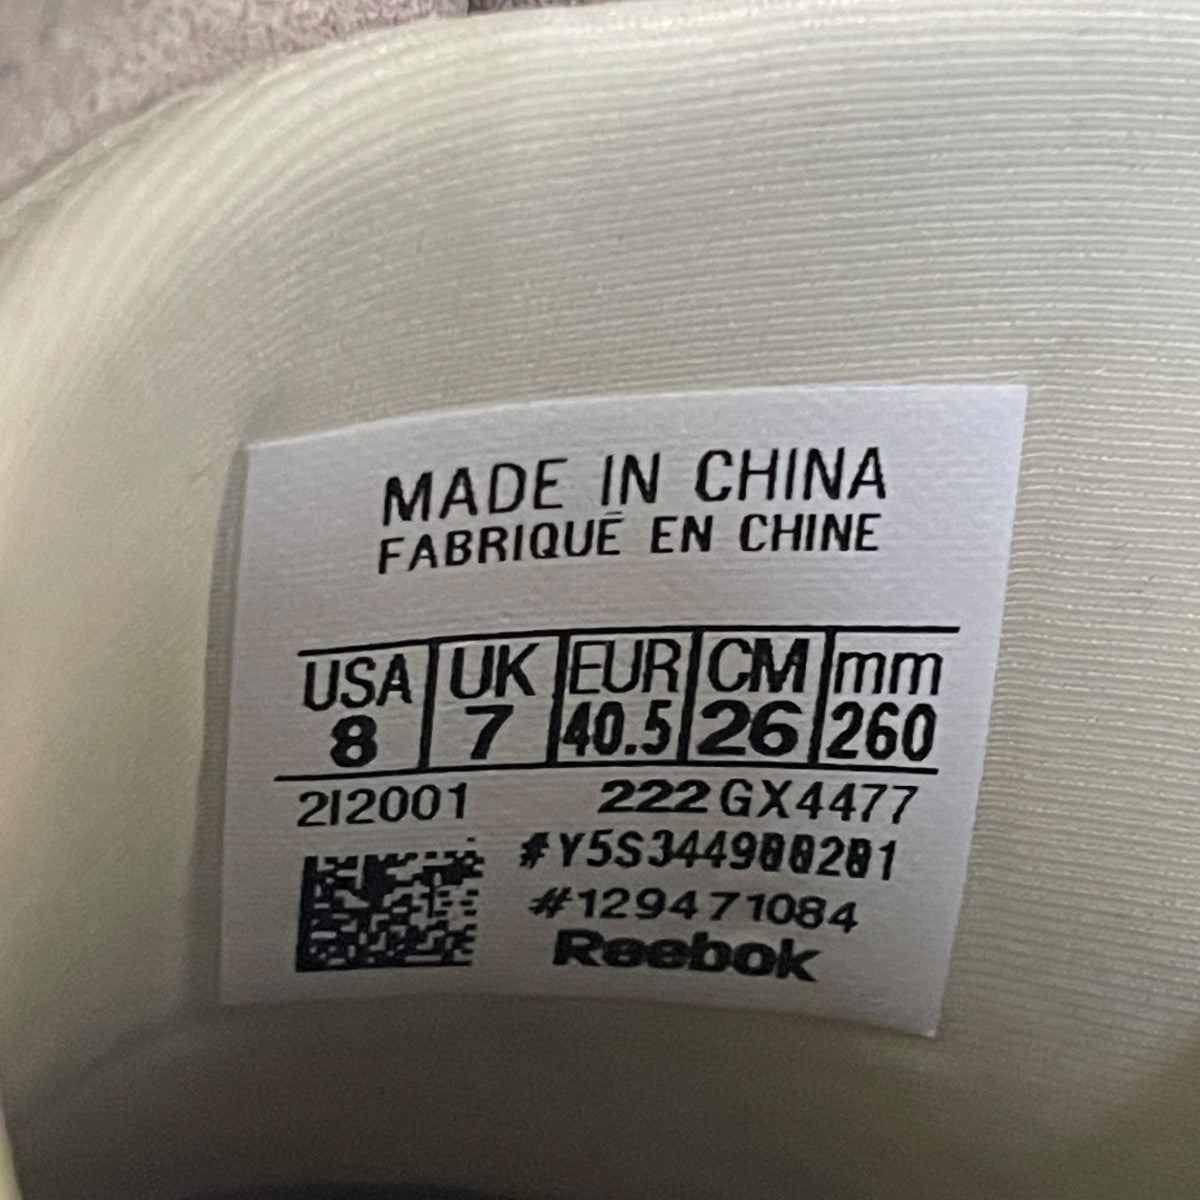 MADE IN CHINA
FABRIQUÉ EN CHINE
USA UK EUR CM mm
8 7 40.5 26 260
2I2001 222 GX4477
#Y5S344900201
#129471084
Reebok